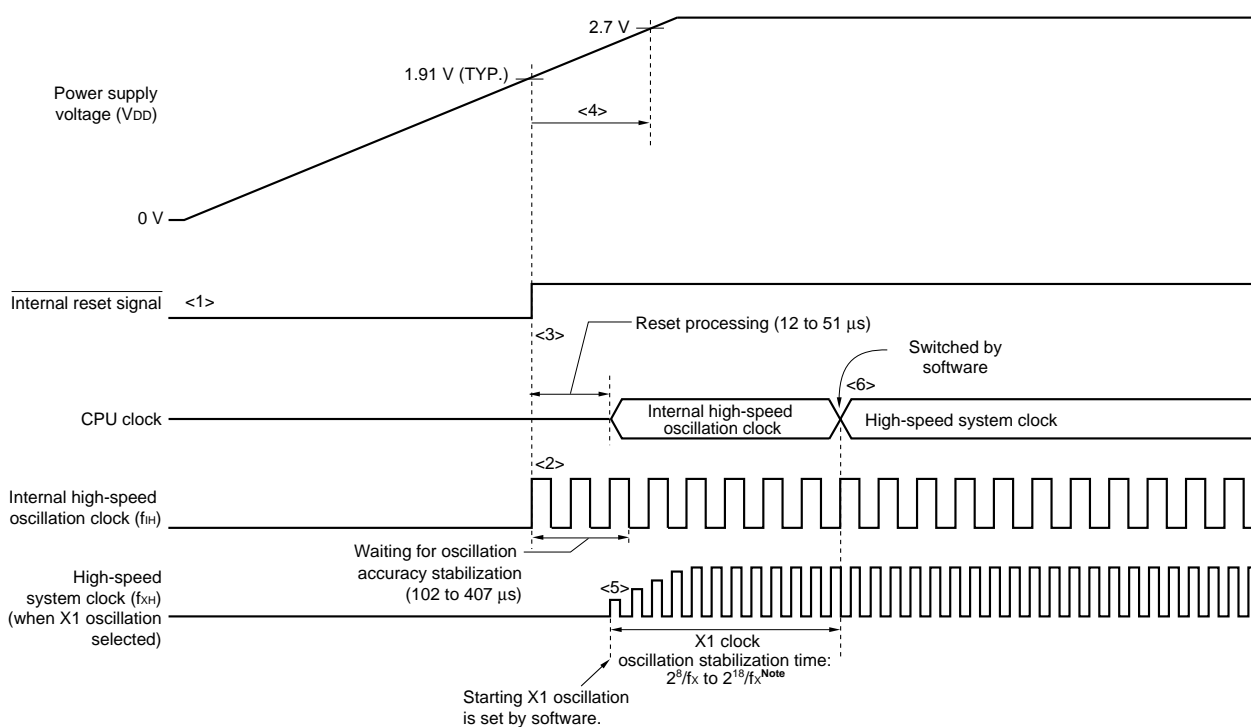 2.7 V
1.91 V (TYP.)
Power supply
voltage (VDD)
<4>
0 V
Internal reset signal
<1>
<3>
Reset processing (12 to 51 μs)
Switched by
software
<6>
CPU clock
Internal high-speed
oscillation clock
High-speed system clock
<2>
Internal high-speed
oscillation clock (fIH)
Waiting for oscillation
accuracy stabilization
(102 to 407 μs)
High-speed
system clock (fXH)
(when X1 oscillation
selected)
<5>
X1 clock
oscillation stabilization time:
2^8/fX to 2^18/fX^Note
Starting X1 oscillation
is set by software.